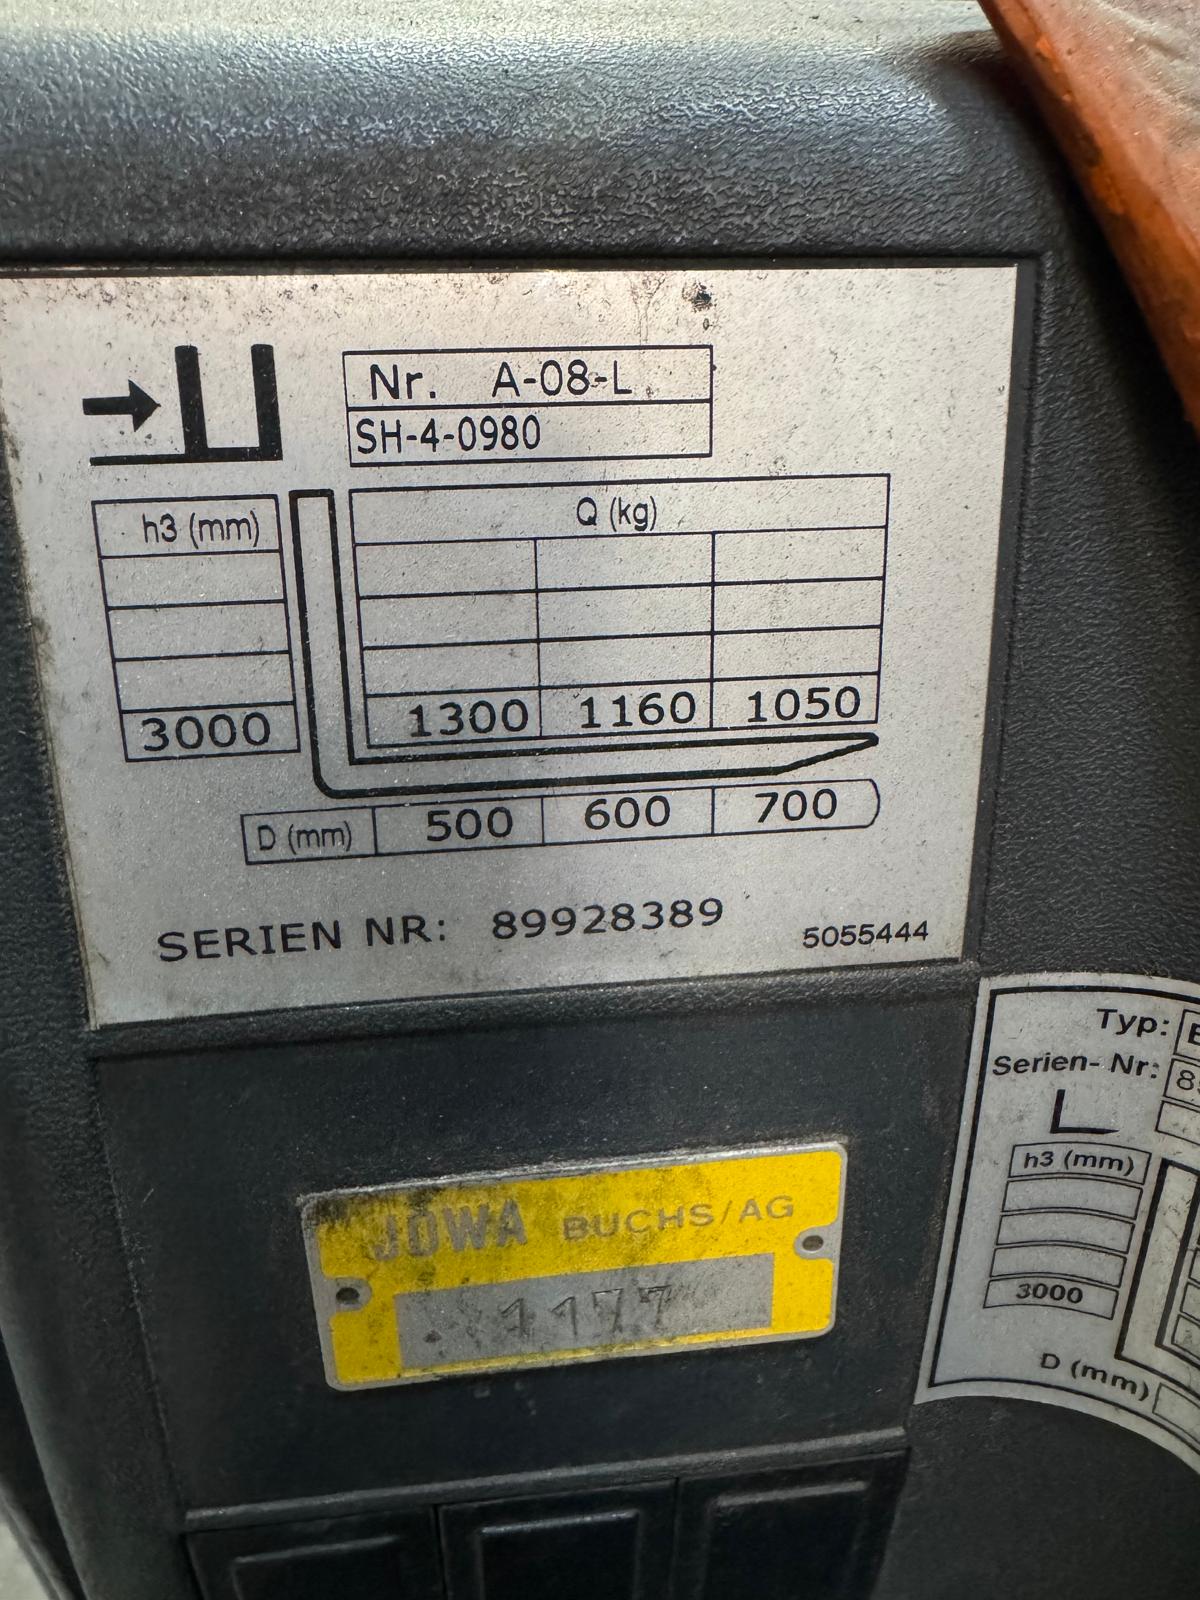 Nr. A-08-L
SH-4-0980
h3 (mm)
Q (kg)
3000 1300 1160 1050
D (mm) 500 600 700
SERIEN NR: 89928389
5055444
JOWA BUCHS/AG
1177
Typ:
Serien- Nr:
h3 (mm)
3000
D (mm)